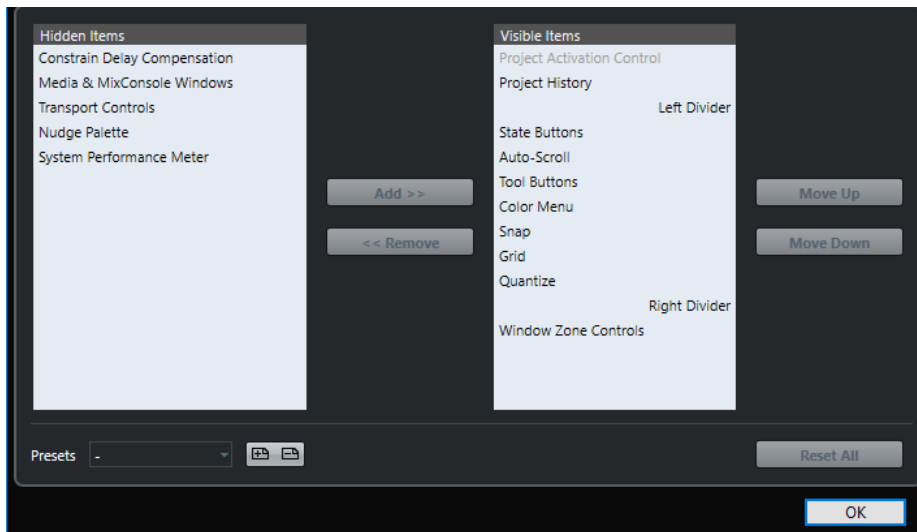 Hidden Items
Constrain Delay Compensation
Media & MixConsole Windows
Transport Controls
Nudge Palette
System Performance Meter
Add >>
<< Remove
Visible Items
Project Activation Control
Project History
Left Divider
State Buttons
Auto-Scroll
Tool Buttons
Color Menu
Snap
Grid
Quantize
Right Divider
Window Zone Controls
Move Up
Move Down
Presets -
Reset All
OK